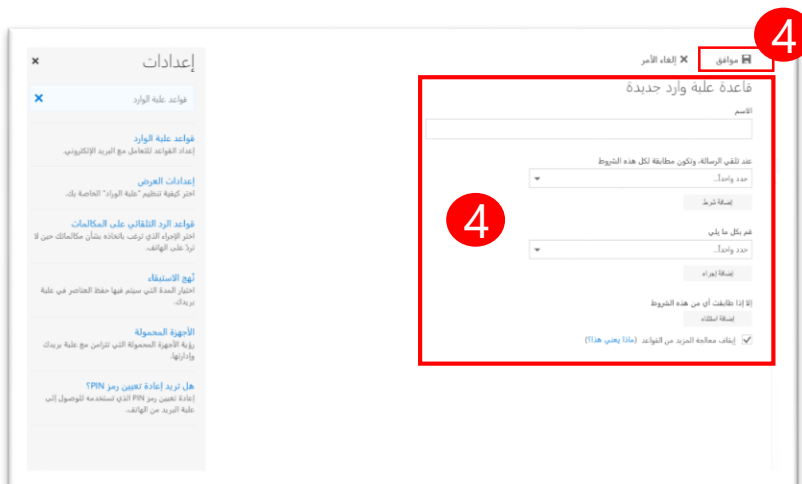 4
موافق إلغاء الأمر
قاعدة علبة وارد جديدة
الاسم
عند تلقي الرسالة، وتكون مطابقة لكل هذه الشروط
حدد واحداً...
إضافة شرط
4
قم بكل ما يلي
حدد واحداً...
إضافة إجراء
إلا إذا طابقت أي من هذه الشروط
إضافة استثناء
إيقاف معالجة المزيد من القواعد (ماذا يعني هذا؟)
إعدادات
قواعد علبة الوارد
قواعد علبة الوارد
إعداد القواعد للتعامل مع البريد الإلكتروني.
إعدادات العرض
اختر كيفية تنظيم "علبة الوراد" الخاصة بك.
قواعد الرد التلقائي على المكالمات
اختر الإجراء الذي ترغب باتخاذه بشأن مكالماتك حين لا
تردّ على الهاتف.
نُهج الاستبقاء
اختيار المدة التي سيتم فيها حفظ العناصر في علبة
بريدك.
الأجهزة المحمولة
رؤية الأجهزة المحمولة التي تتزامن مع علبة بريدك
وإدارتها.
هل تريد إعادة تعيين رمز PIN؟
إعادة تعيين رمز PIN الذي تستخدمه للوصول إلى
علبة البريد من الهاتف.